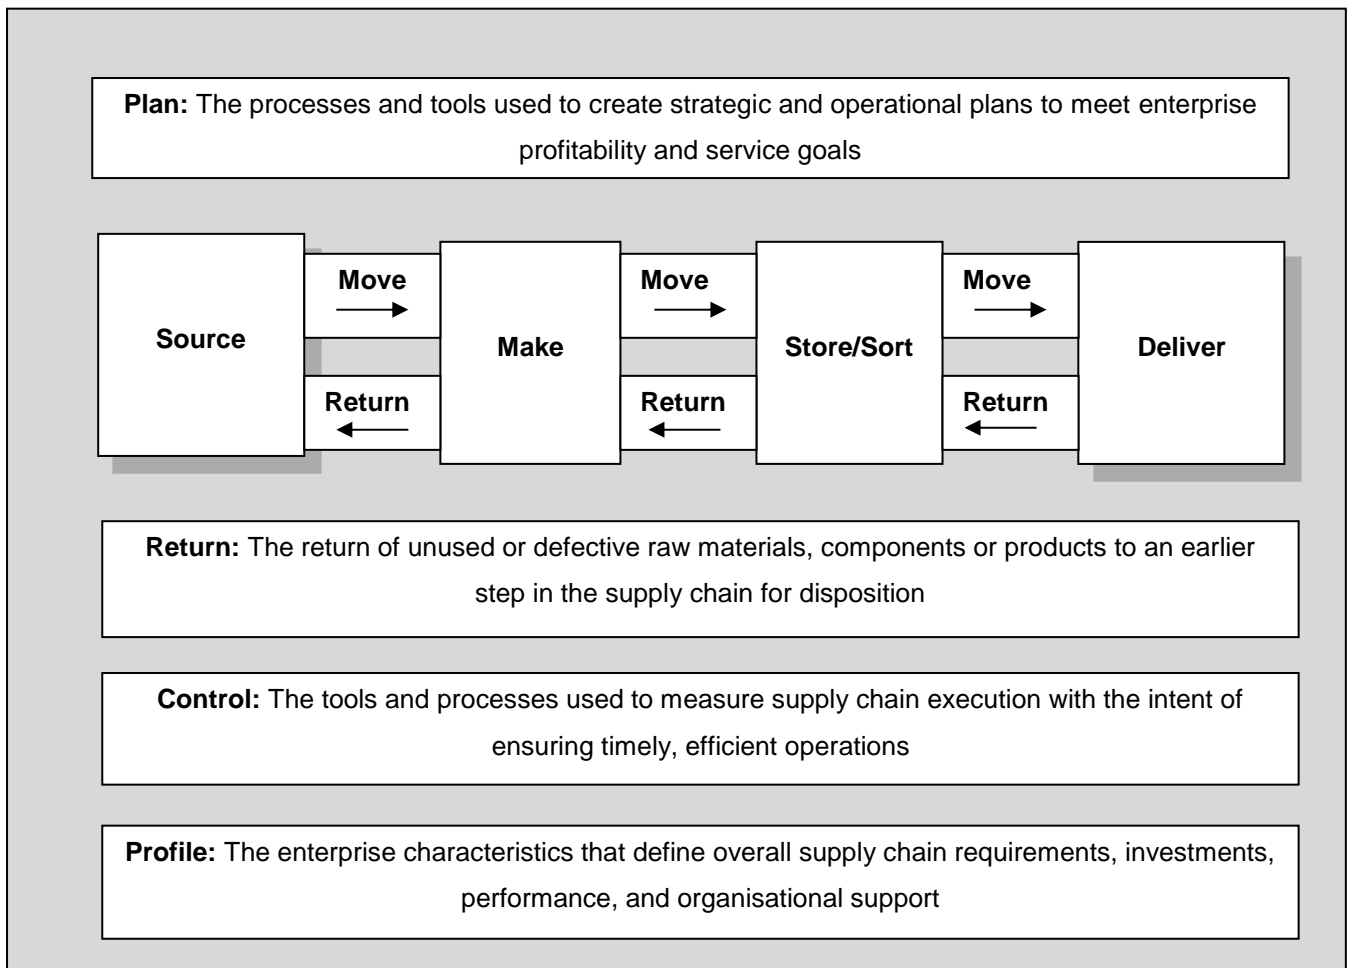 Plan: The processes and tools used to create strategic and operational plans to meet enterprise
profitability and service goals
Move
Move
Move
Source
Make
Store/Sort
Deliver
Return
Return
Return
Return: The return of unused or defective raw materials, components or products to an earlier
step in the supply chain for disposition
Control: The tools and processes used to measure supply chain execution with the intent of
ensuring timely, efficient operations
Profile: The enterprise characteristics that define overall supply chain requirements, investments,
performance, and organisational support